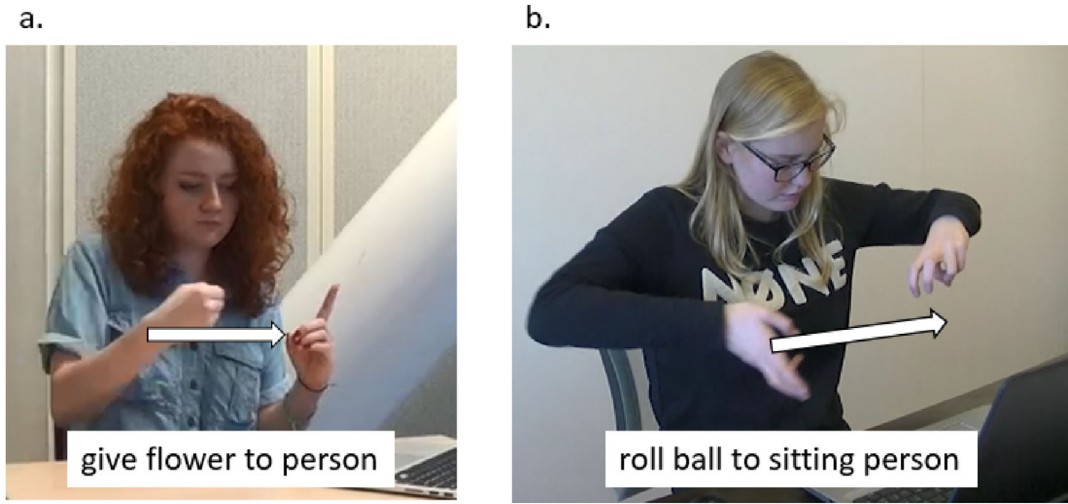 a.
b.
give flower to person
NONE
roll ball to sitting person